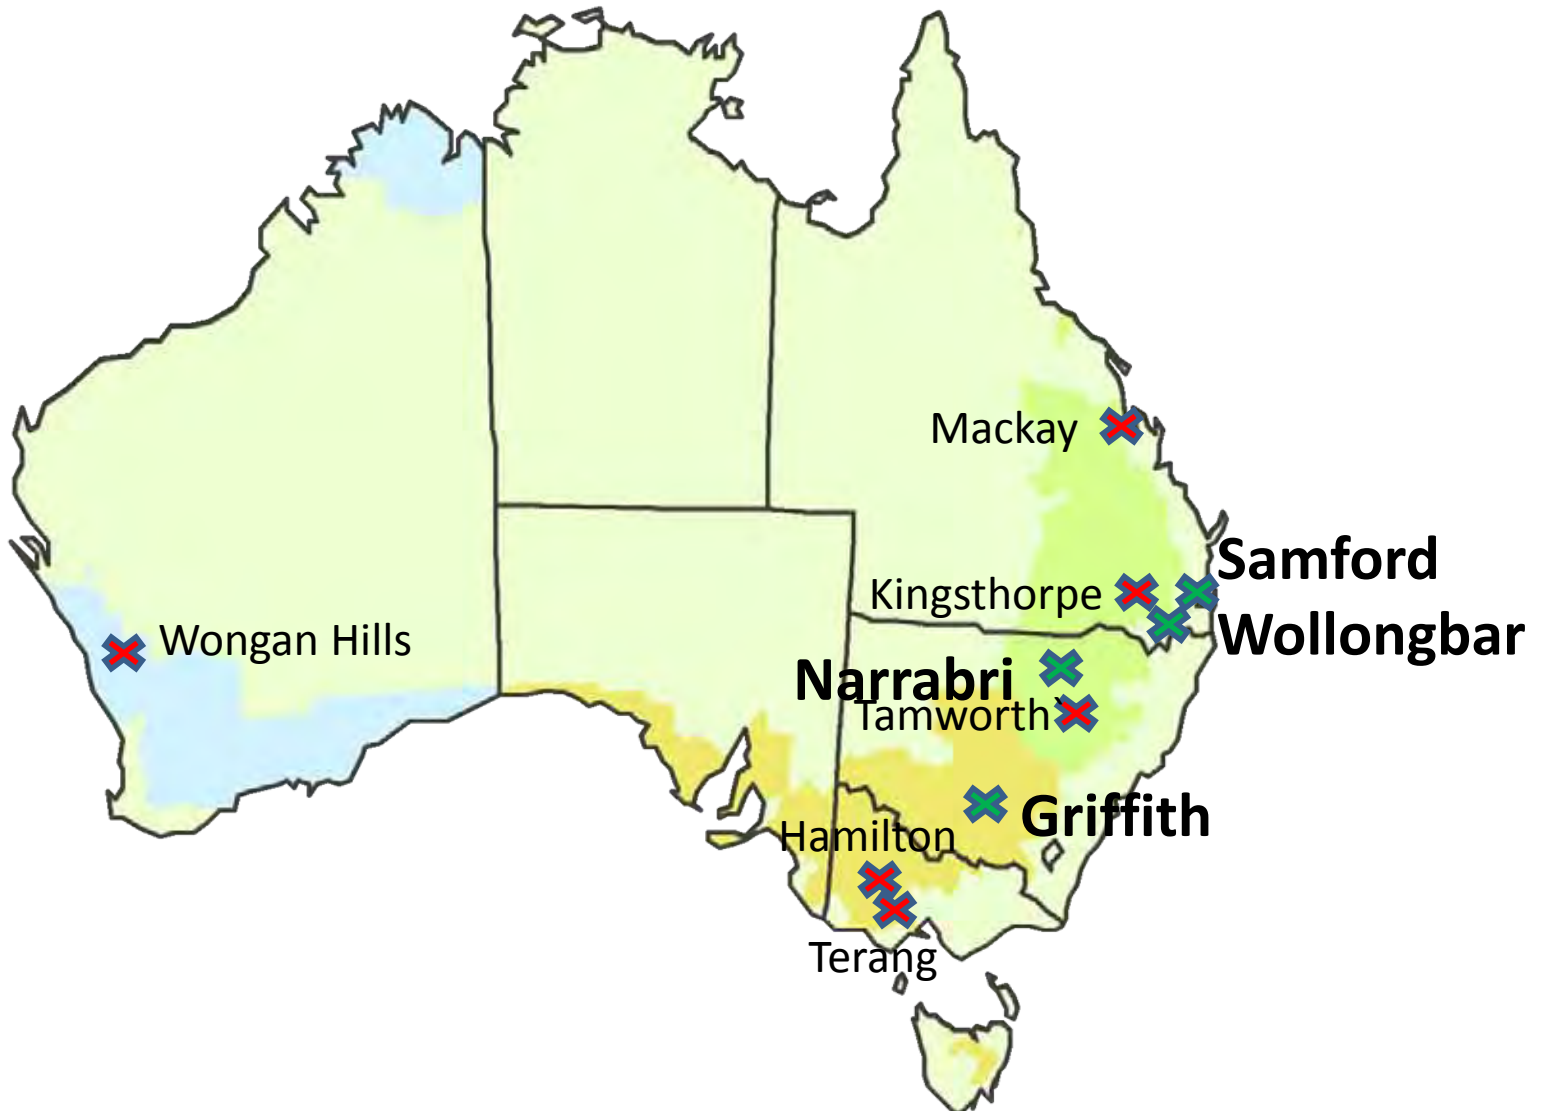 Mackay
Samford
Kingsthorpe
Wollongbar
Wongan Hills
Narrabri
Tamworth`
Griffith
Hamilton
Terang